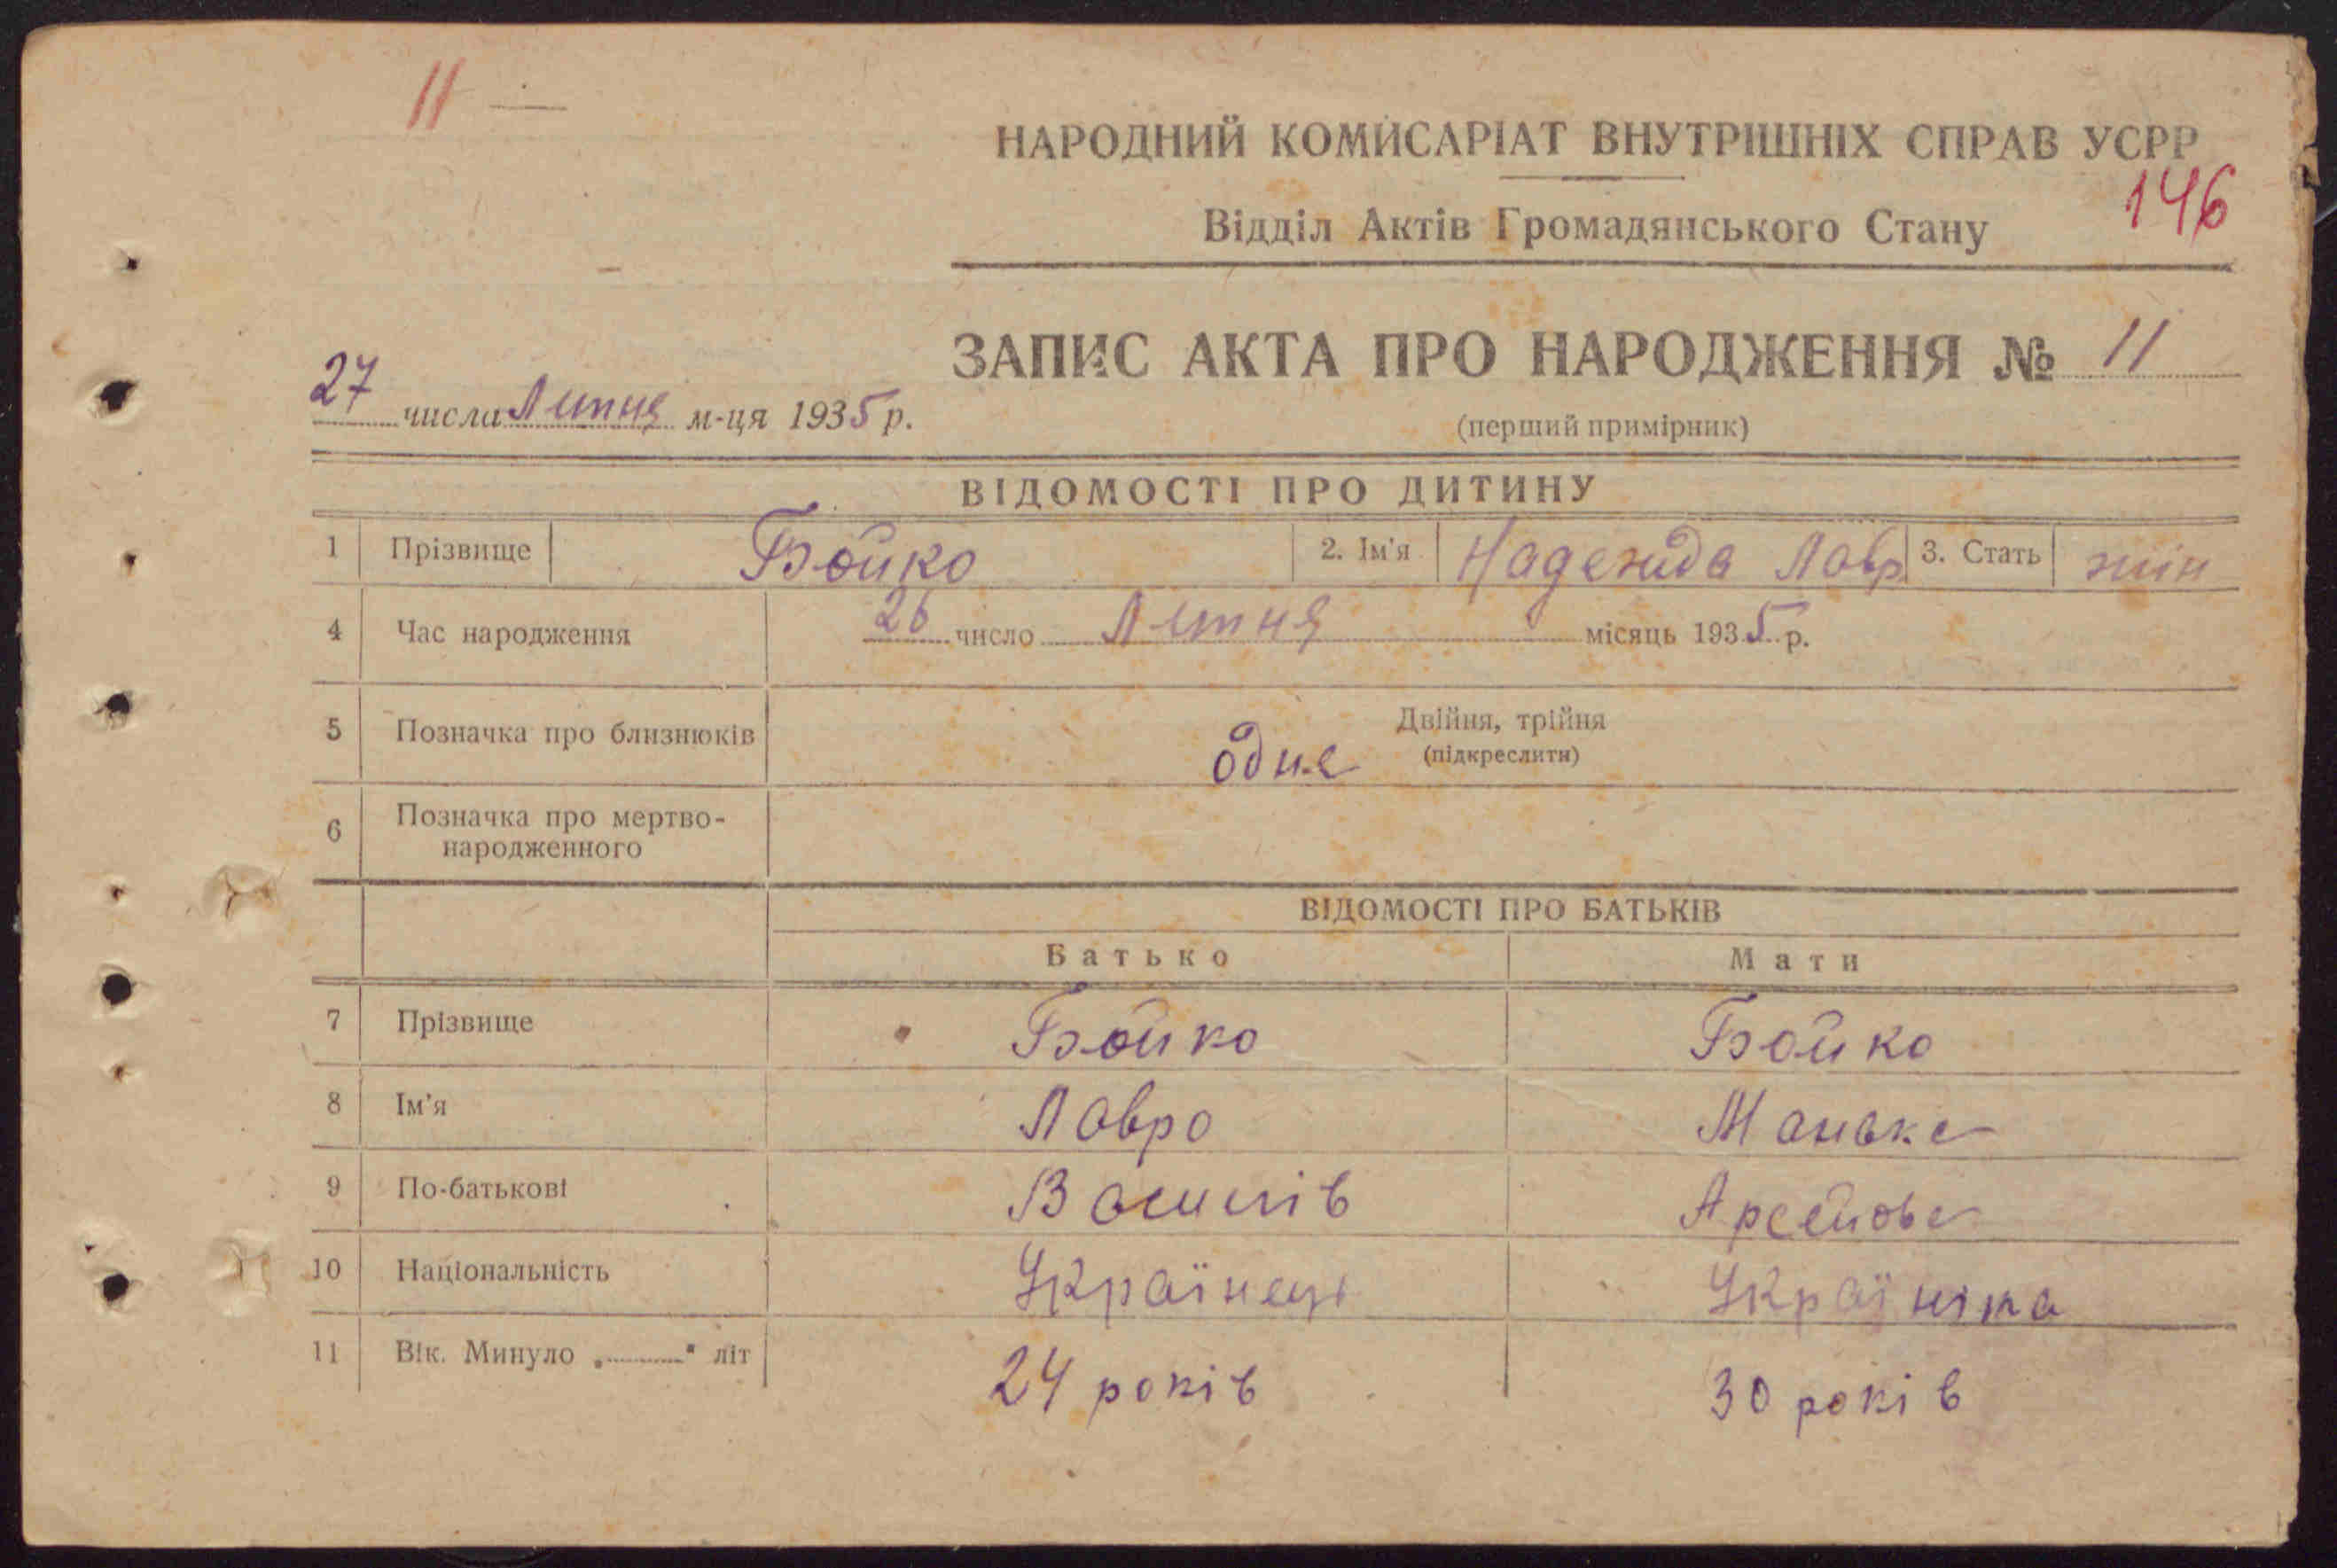 11 —
НАРОДНИЙ КОМІСАРІАТ ВНУТРІШНІХ СПРАВ УСРР
146
Відділ Актів Громадянського Стану
ЗАПИС АКТА ПРО НАРОДЖЕННЯ № 11
27 числа Липня м-ця 1935 р.
(перший примірник)
ВІДОМОСТІ ПРО ДИТИНУ
1 Прізвище Бойко 2. Ім'я Надежда Лавр 3. Стать жін
4 Час народження 26 число Липня місяць 1935 р.
5 Позначка про близнюків одне Двійня, трійня
(підкреслити)
6 Позначка про мертво-
народженного
ВІДОМОСТІ ПРО БАТЬКІВ
Батько Мати
7 Прізвище Бойко Бойко
8 Ім'я Лавро
9 По-батькові Василів
10 Національність Українець Українка
11 Вік. Минуло „ " літ 24 років 30 років